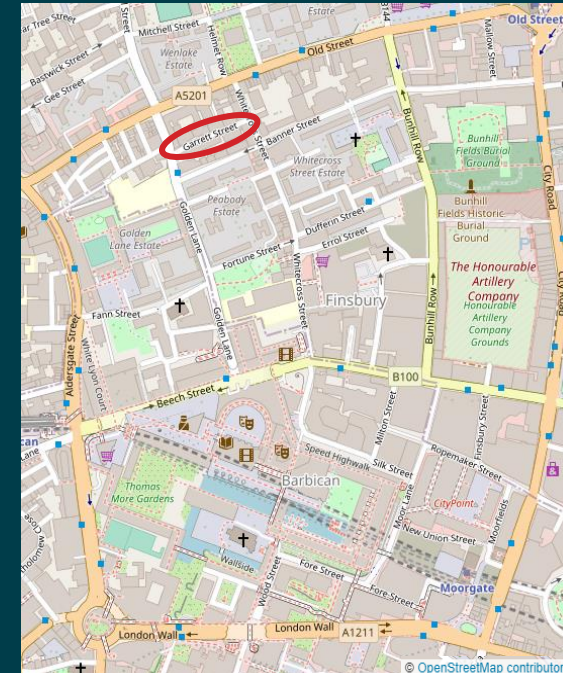 ar Tree Street
Mitchell Street
Helmet Row
Estate
B144
Mallow Street
Old Street
Bastwick Street
Gee Street
Wenlake
Estate
Old Street
A5201
Garrett Street
Banner Street
Whitecross
Street Estate
Bunhill Row
Bunhill
Fields Burial
Ground
City Road
Bunhill
Fields Historic
Burial
Ground
Golden
Lane Estate
Golden Lane
Peabody
Estate
Dufferin Street
Errol Street
Fortune Street
Whitecross Street
The Honourable
Artillery
Company
Honourable
Artillery
Company
Grounds
Finsbury
Fann Street
Golden Lane
Bunhill Row
Aldersgate Street
White Lyon Court
B100
Beech Street
Milton Street
Finsbury Street
Speed Highwalk
Silk Street
Ropemaker Street
Barbican
Thomas
More Gardens
Moor Lane
CityPoint
Moorfields
New Union Street
Wallside
Fore Street
Fore Street
Moorgate
Wood Street
London Wall
London Wall
A1211
© OpenStreetMap contributor